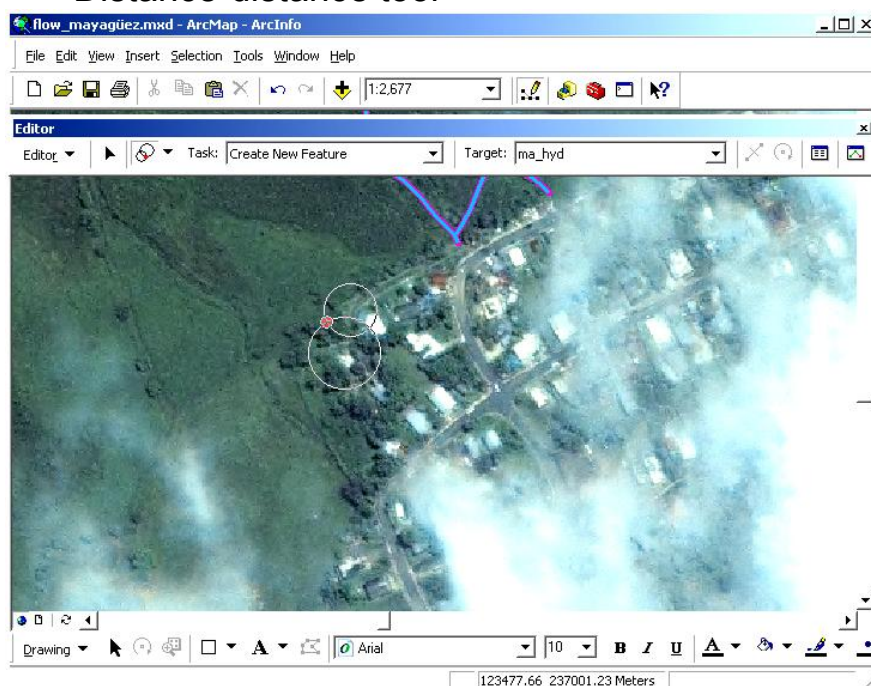 Distance-distance tool
flow_mayagüez.mxd - ArcMap - ArcInfo
File Edit View Insert Selection Tools Window Help
1:2,677
Editor
Editor Task: Create New Feature Target: ma_hyd
Drawing A Arial 10 B I U A
123477.66 237001.23 Meters